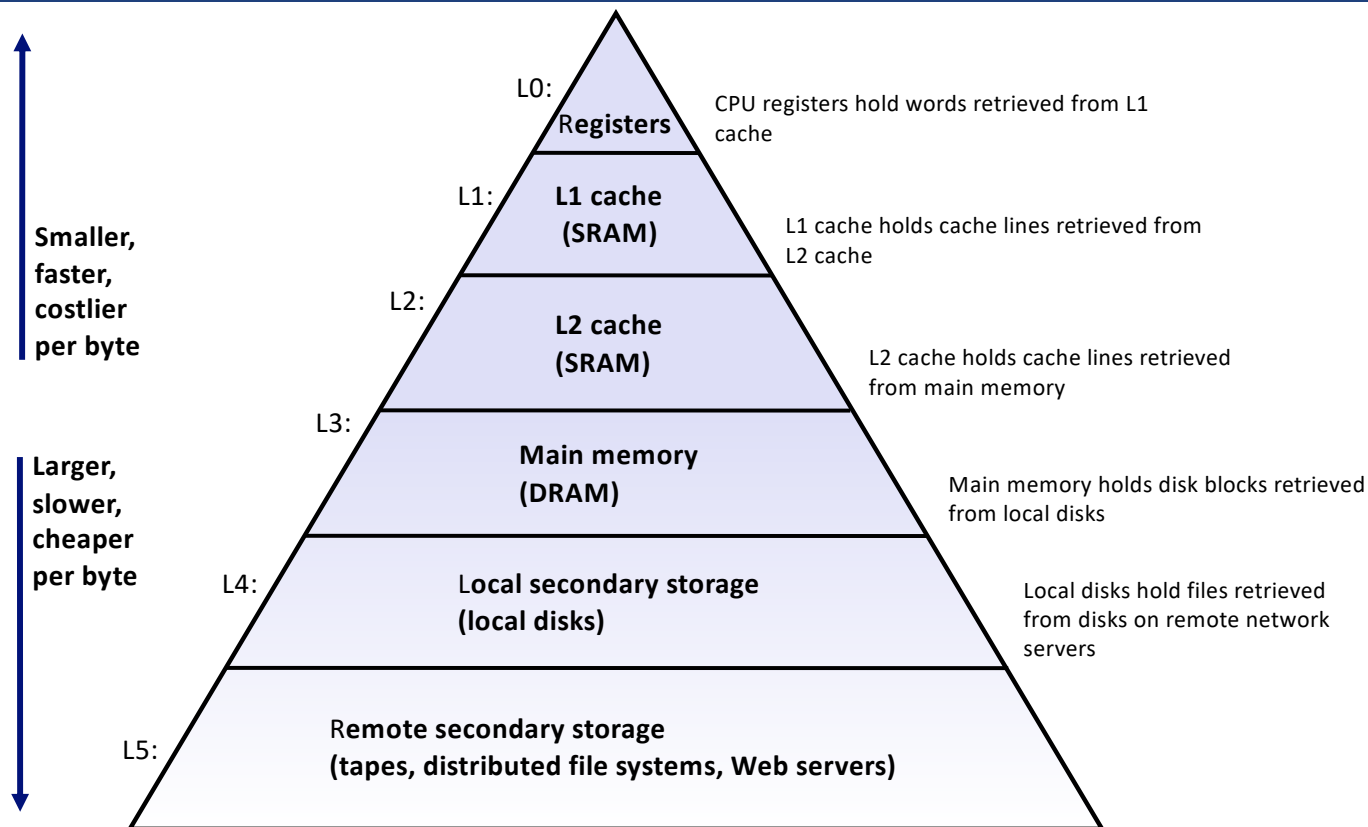 L0:
Registers
CPU registers hold words retrieved from L1
cache
L1:
L1 cache
(SRAM)
L1 cache holds cache lines retrieved from
L2 cache
Smaller,
faster,
costlier
per byte
L2:
L2 cache
(SRAM)
L2 cache holds cache lines retrieved
from main memory
L3:
Main memory
(DRAM)
Main memory holds disk blocks retrieved
from local disks
Larger,
slower,
cheaper
per byte
L4:
Local secondary storage
(local disks)
Local disks hold files retrieved
from disks on remote network
servers
L5:
Remote secondary storage
(tapes, distributed file systems, Web servers)